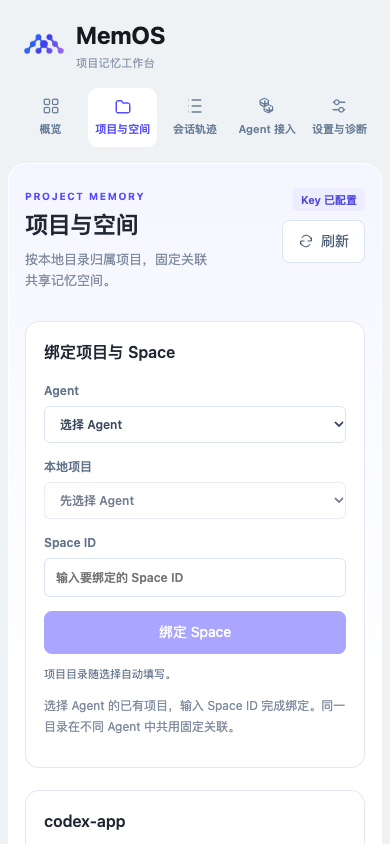 MemOS
项目记忆工作台
概览
项目与空间
会话轨迹
Agent 接入
设置与诊断
PROJECT MEMORY
Key 已配置
项目与空间
刷新
按本地目录归属项目，固定关联
共享记忆空间。
绑定项目与 Space
Agent
选择 Agent
本地项目
先选择 Agent
Space ID
输入要绑定的 Space ID
绑定 Space
项目目录随选择自动填写。
选择 Agent 的已有项目，输入 Space ID 完成绑定。同一
目录在不同 Agent 中共用固定关联。
codex-app